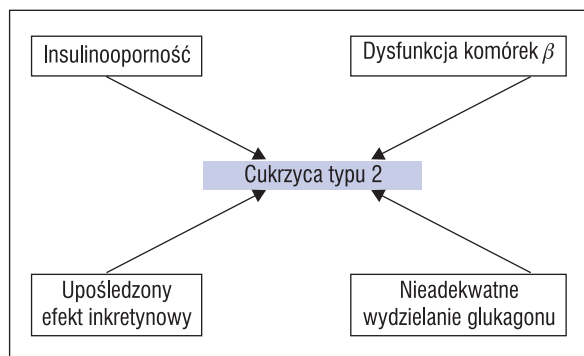 Insulinooporność
Dysfunkcja komórek β
Cukrzyca typu 2
Upośledzony
efekt inkretynowy
Nieadekwatne
wydzielanie glukagonu